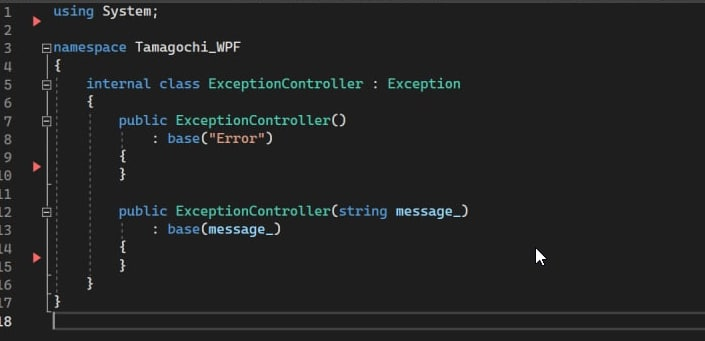 1 using System;
2
3 namespace Tamagochi_WPF
4 {
5 internal class ExceptionController : Exception
6 {
7 public ExceptionController()
8 : base("Error")
9 {
10 }
11
12 public ExceptionController(string message_)
13 : base(message_)
14 {
15 }
16 }
17 }
18